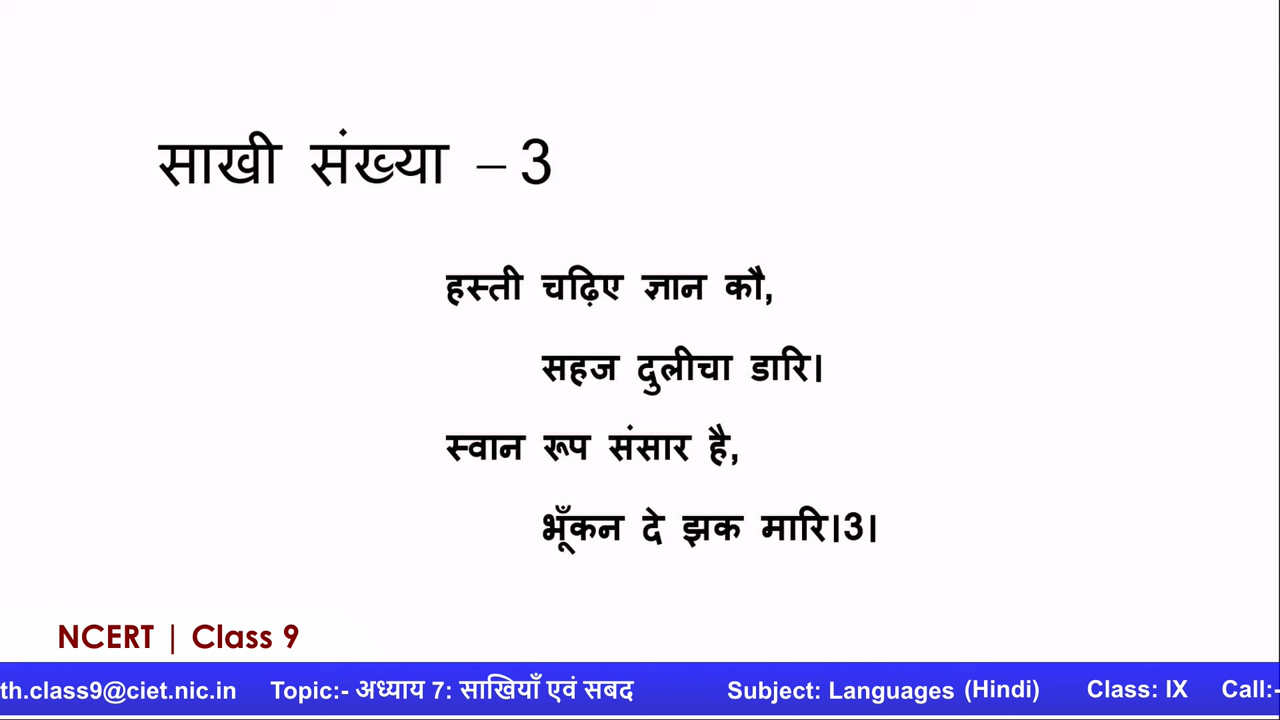 साखी संख्या – 3
हस्ती चढ़िए ज्ञान कौ,
सहज दुलीचा डारि।
स्वान रूप संसार है,
भूँकन दे झक मारि।3।
NCERT | Class 9
th.class9@ciet.nic.in Topic:- अध्याय 7: साखियाँ एवं सबद Subject: Languages (Hindi) Class: IX Call:-